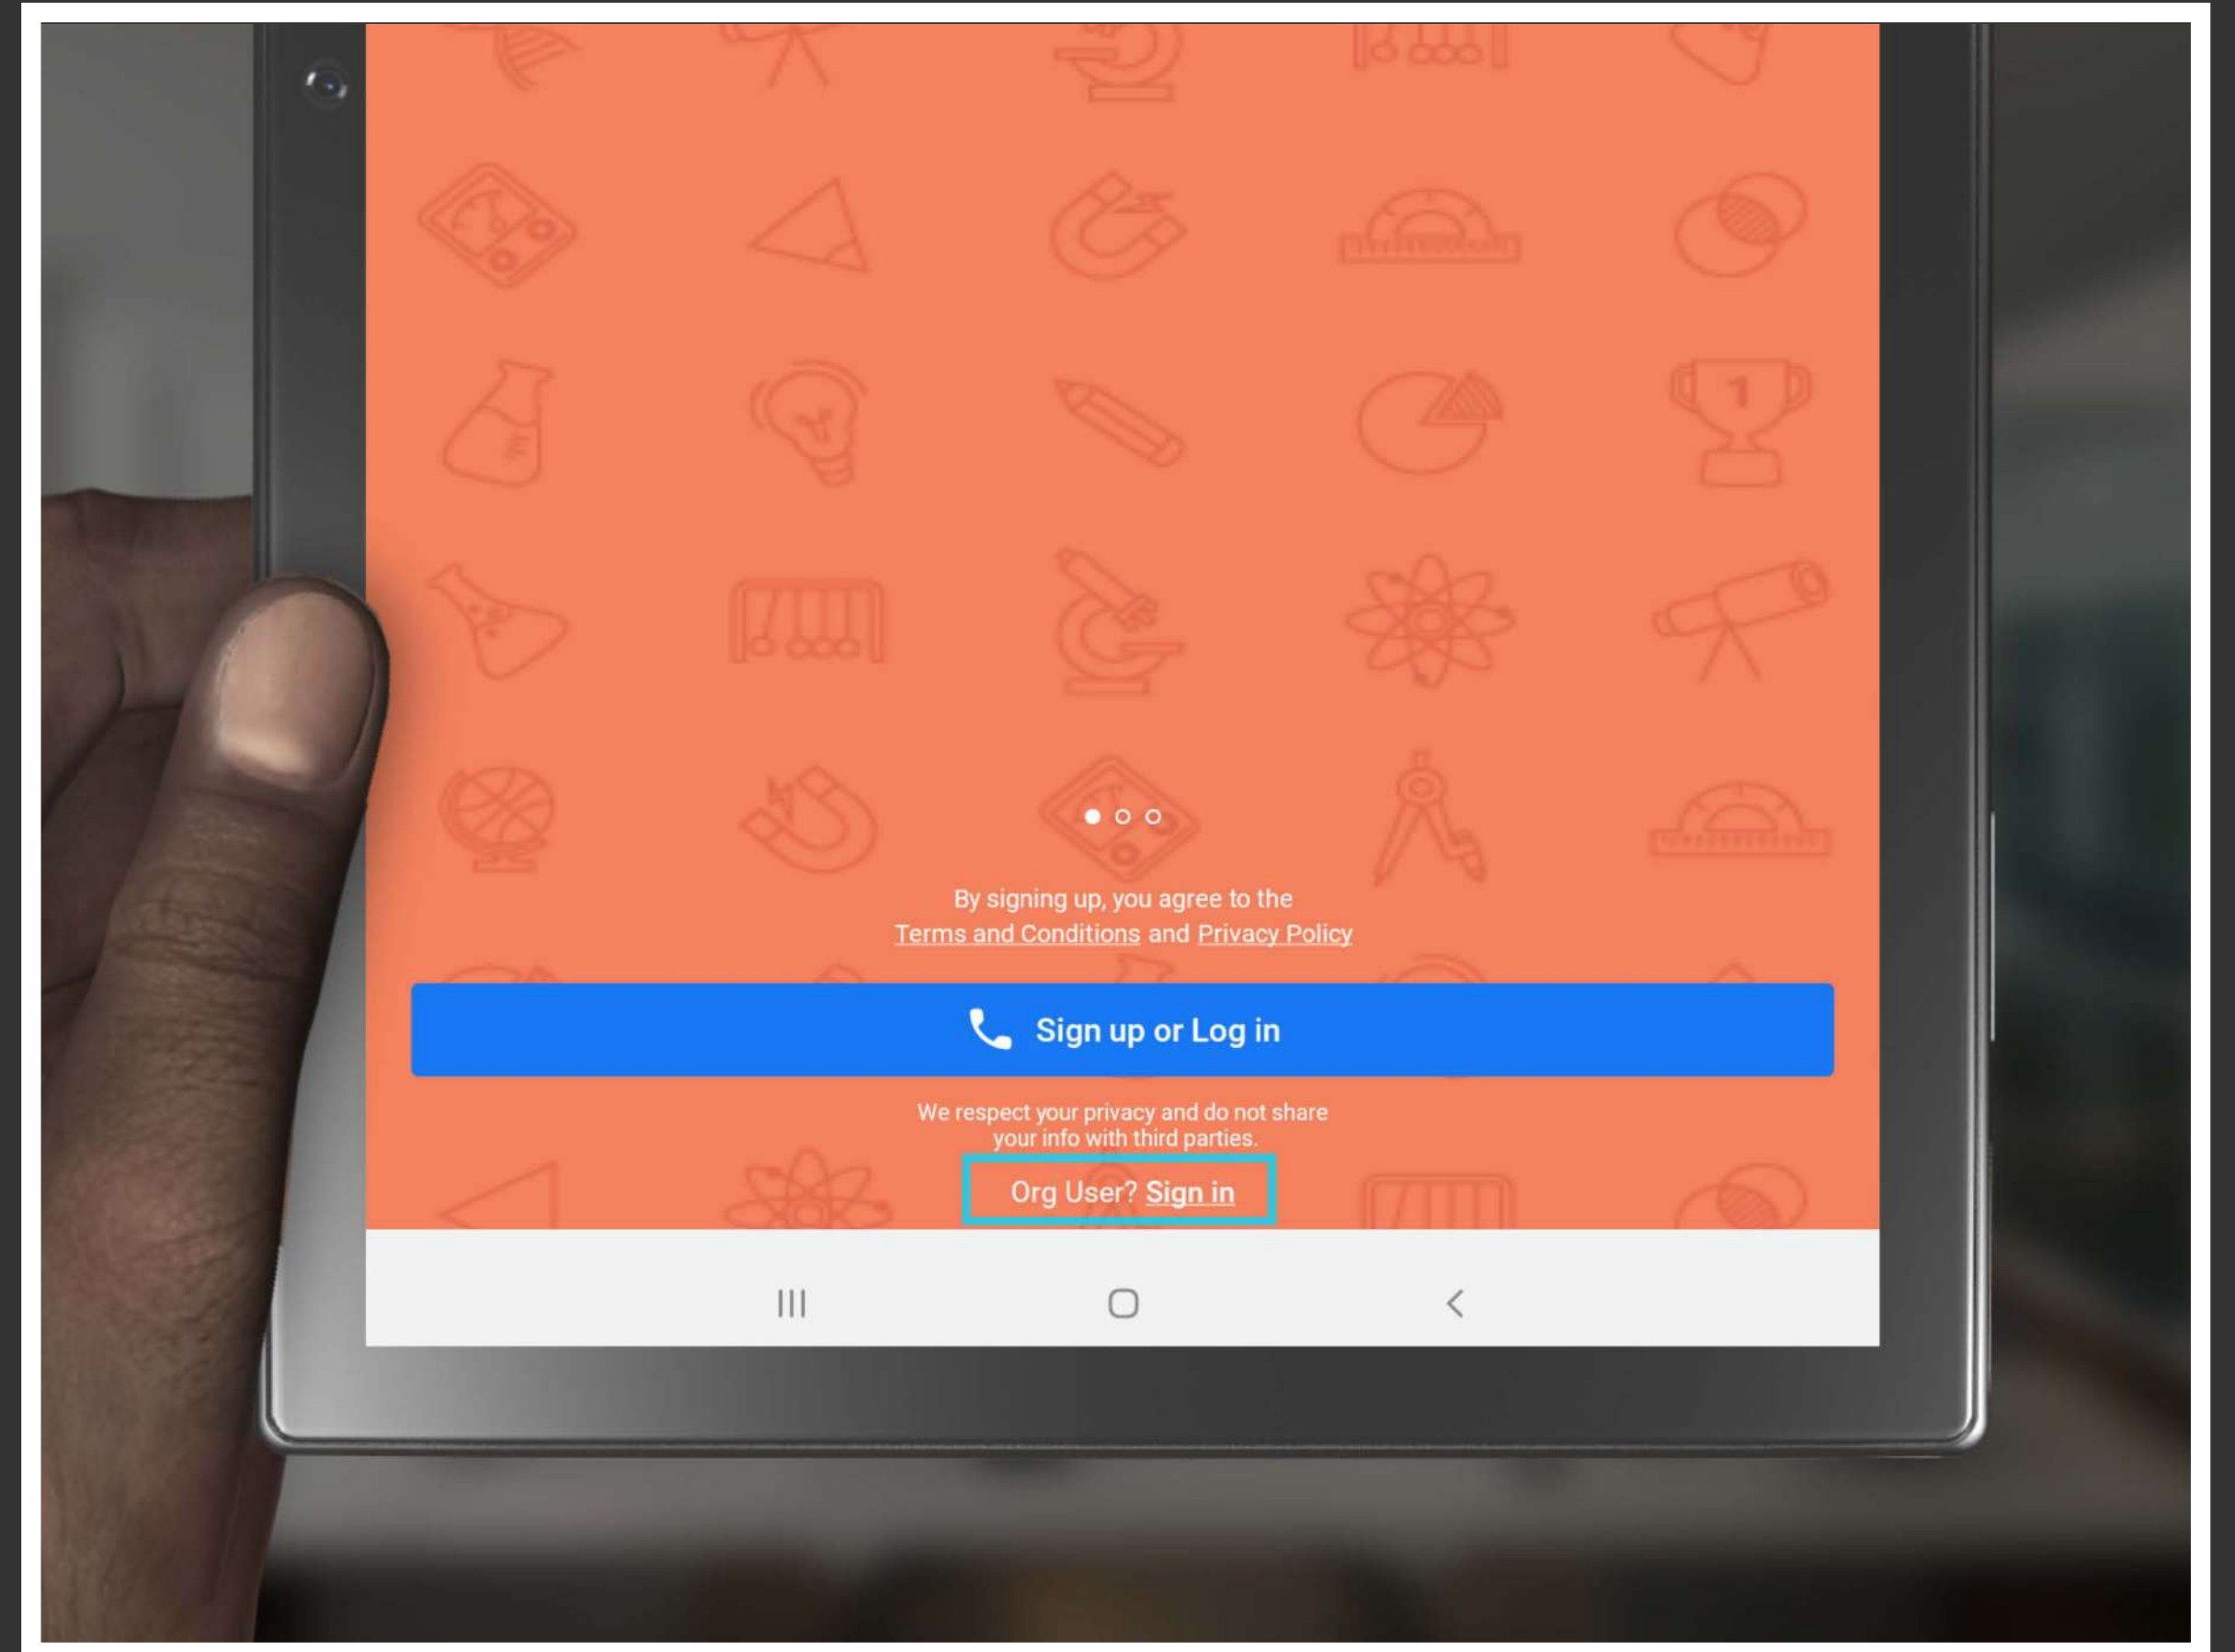 1
By signing up, you agree to the
Terms and Conditions and Privacy Policy
Sign up or Log in
We respect your privacy and do not share
your info with third parties.
Org User? Sign in